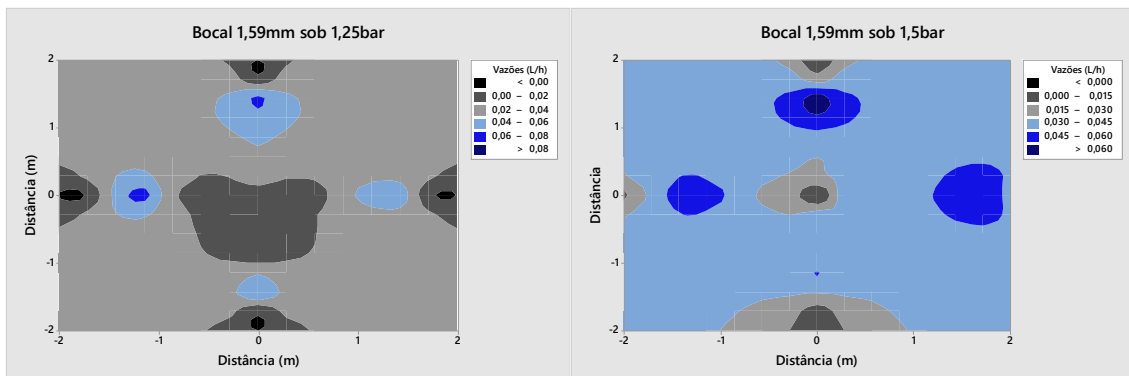 Bocal 1,59mm sob 1,25bar
Vazões (L/h)
< 0,00
0,00 – 0,02
0,02 – 0,04
0,04 – 0,06
0,06 – 0,08
> 0,08
Distância (m)
2
1
0
-1
-2
-2 -1 0 1 2
Distância (m)
Bocal 1,59mm sob 1,5bar
Vazões (L/h)
< 0,000
0,000 – 0,015
0,015 – 0,030
0,030 – 0,045
0,045 – 0,060
> 0,060
Distância
2
1
0
-1
-2
-2 -1 0 1 2
Distância (m)